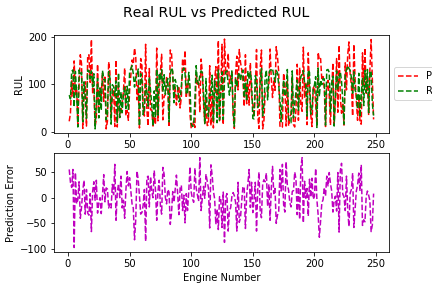 Real RUL vs Predicted RUL
200
100
0
RUL
0 50 100 150 200 250
P
R
50
0
−50
−100
Prediction Error
0 50 100 150 200 250
Engine Number